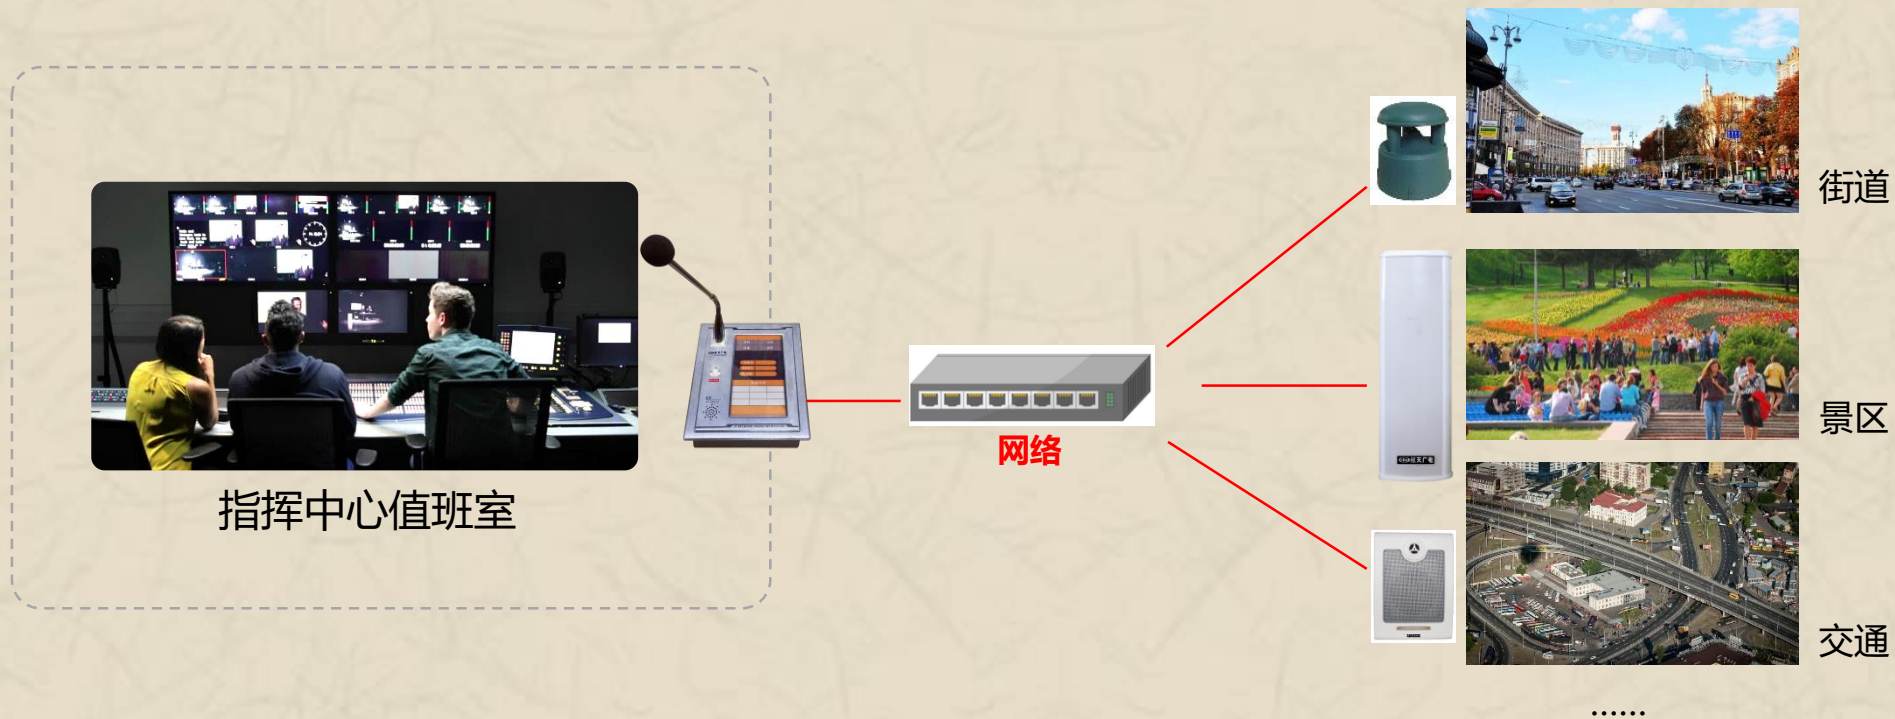 指挥中心值班室
网络
街道
景区
交通
......